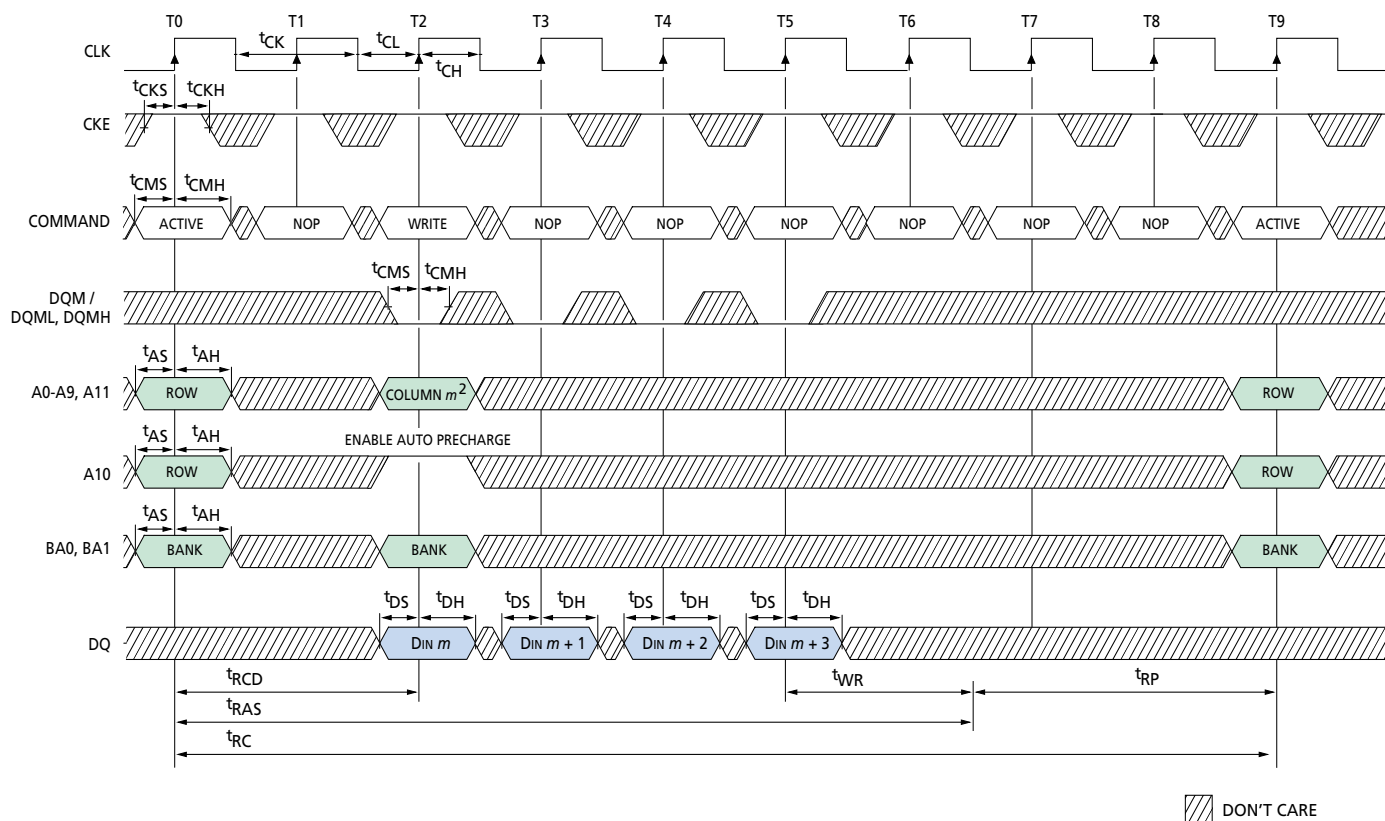 T0 T1 T2 T3 T4 T5 T6 T7 T8 T9
CLK tCK tCL
tCH
tCKS tCKH
CKE
tCMS tCMH
COMMAND ACTIVE NOP WRITE NOP NOP NOP NOP NOP NOP ACTIVE
tCMS tCMH
DQM /
DQML, DQMH
tAS tAH
A0-A9, A11 ROW COLUMN m2 ROW
tAS tAH ENABLE AUTO PRECHARGE
A10 ROW ROW
tAS tAH
BA0, BA1 BANK BANK BANK
tDS tDH tDS tDH tDS tDH tDS tDH
DQ DIN m DIN m + 1 DIN m + 2 DIN m + 3
tRCD tWR tRP
tRAS
tRC
DON'T CARE